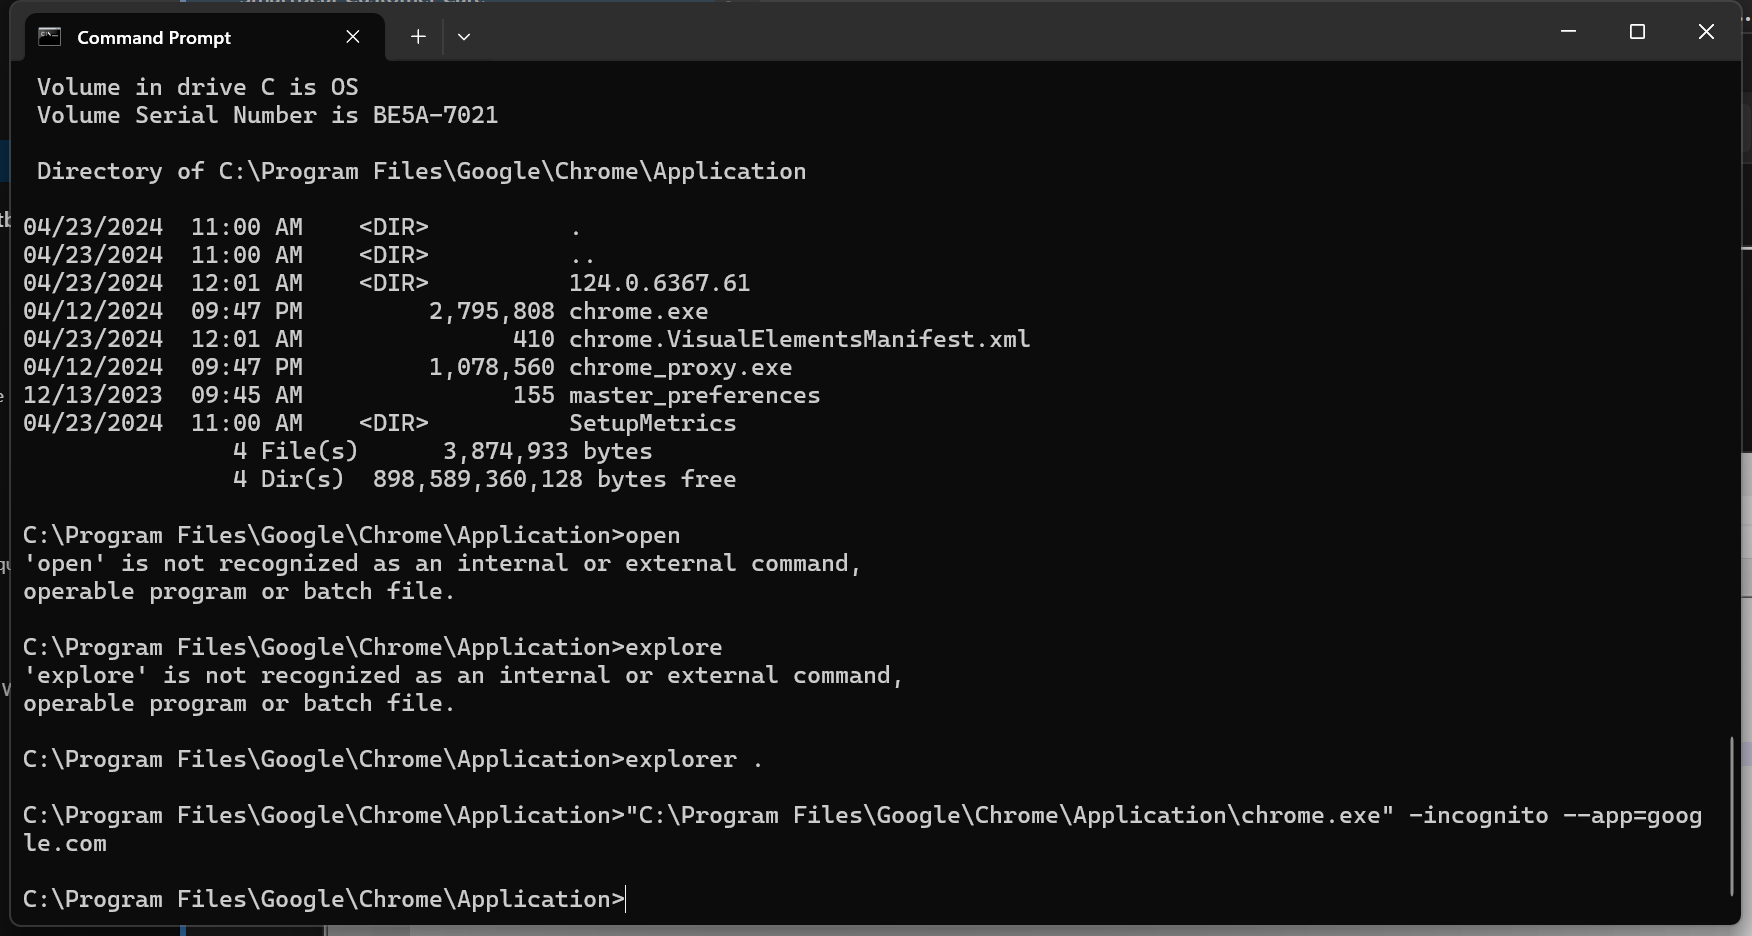 Command Prompt
Volume in drive C is OS
Volume Serial Number is BE5A-7021
Directory of C:\Program Files\Google\Chrome\Application
04/23/2024  11:00 AM    <DIR>          .
04/23/2024  11:00 AM    <DIR>          ..
04/23/2024  12:01 AM    <DIR>          124.0.6367.61
04/12/2024  09:47 PM         2,795,808 chrome.exe
04/23/2024  12:01 AM               410 chrome.VisualElementsManifest.xml
04/12/2024  09:47 PM         1,078,560 chrome_proxy.exe
12/13/2023  09:45 AM               155 master_preferences
04/23/2024  11:00 AM    <DIR>          SetupMetrics
4 File(s)      3,874,933 bytes
4 Dir(s)  898,589,360,128 bytes free
C:\Program Files\Google\Chrome\Application>open
'open' is not recognized as an internal or external command,
operable program or batch file.
C:\Program Files\Google\Chrome\Application>explore
'explore' is not recognized as an internal or external command,
operable program or batch file.
C:\Program Files\Google\Chrome\Application>explorer .
C:\Program Files\Google\Chrome\Application>"C:\Program Files\Google\Chrome\Application\chrome.exe" -incognito --app=goog
le.com
C:\Program Files\Google\Chrome\Application>